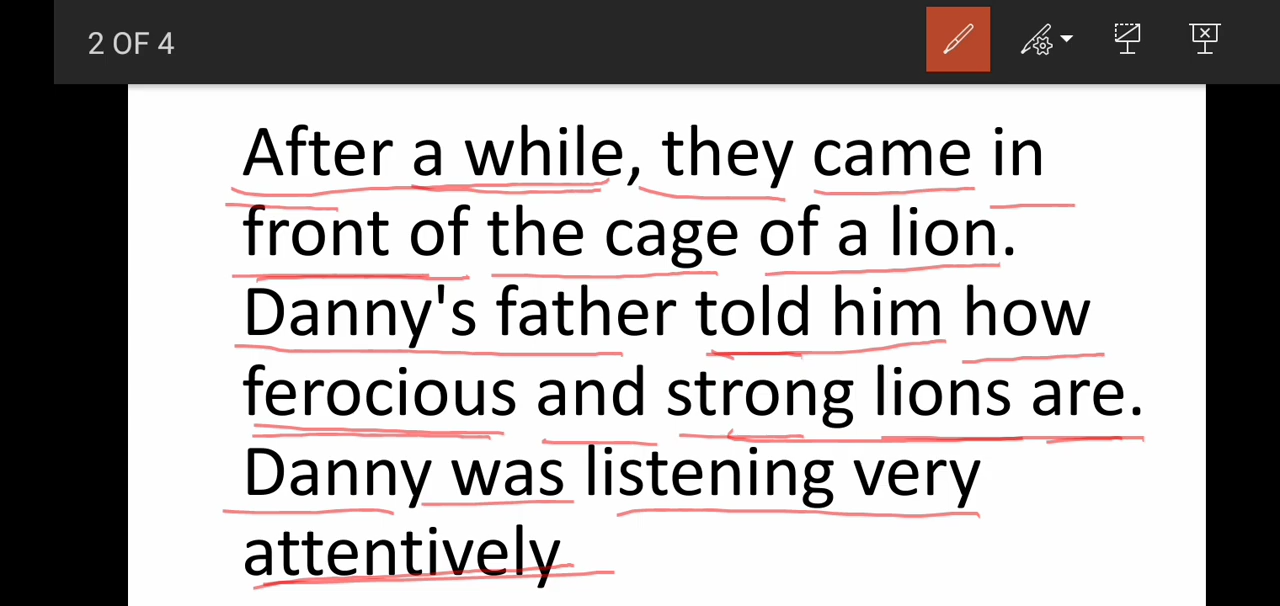 2 OF 4
After a while, they came in
front of the cage of a lion.
Danny's father told him how
ferocious and strong lions are.
Danny was listening very
attentively